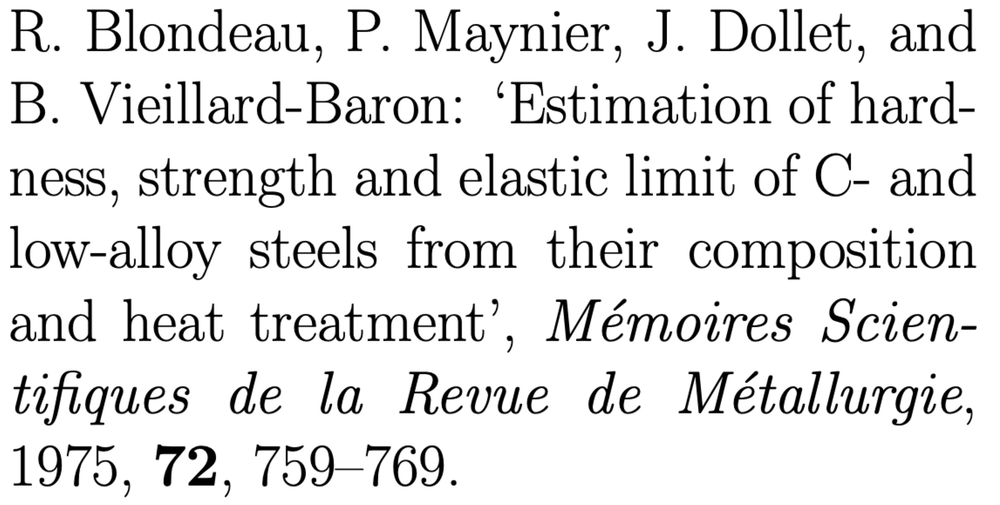 R. Blondeau, P. Maynier, J. Dollet, and
B. Vieillard-Baron: ‘Estimation of hard-
ness, strength and elastic limit of C- and
low-alloy steels from their composition
and heat treatment’, Mémoires Scien-
tifiques de la Revue de Métallurgie,
1975, 72, 759–769.